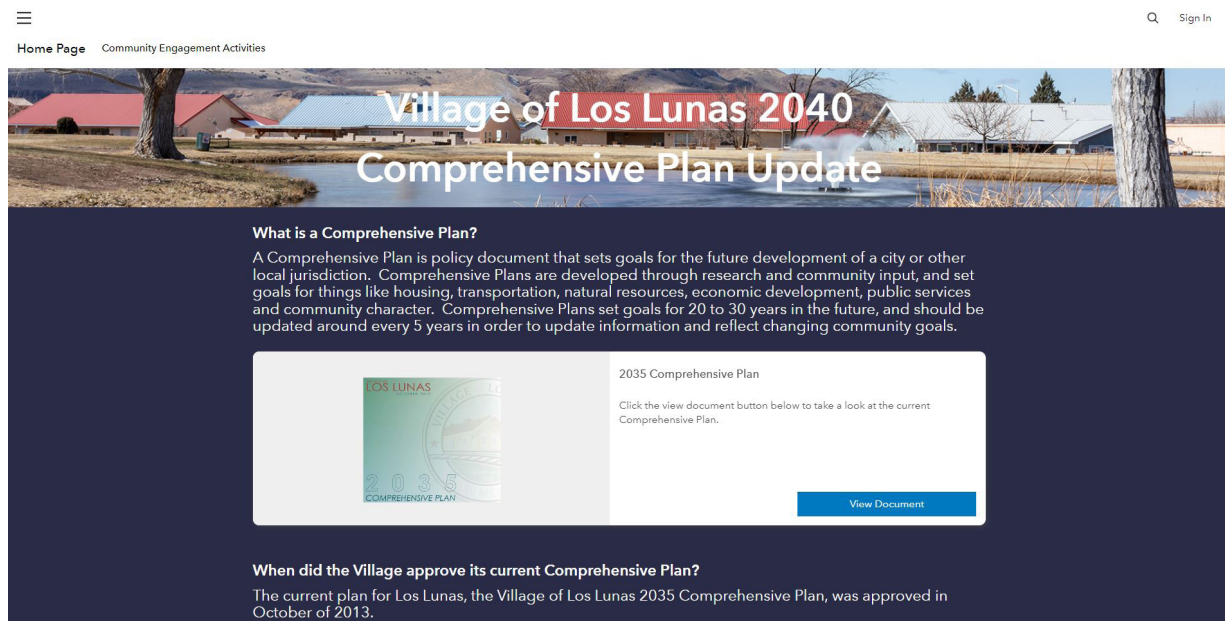 Sign In
Home Page Community Engagement Activities
Village of Los Lunas 2040
Comprehensive Plan Update
What is a Comprehensive Plan?
A Comprehensive Plan is policy document that sets goals for the future development of a city or other
local jurisdiction. Comprehensive Plans are developed through research and community input, and set
goals for things like housing, transportation, natural resources, economic development, public services
and community character. Comprehensive Plans set goals for 20 to 30 years in the future, and should be
updated around every 5 years in order to update information and reflect changing community goals.
LOS LUNAS
2035
COMPREHENSIVE PLAN
2035 Comprehensive Plan
Click the view document button below to take a look at the current
Comprehensive Plan.
View Document
When did the Village approve its current Comprehensive Plan?
The current plan for Los Lunas, the Village of Los Lunas 2035 Comprehensive Plan, was approved in
October of 2013.